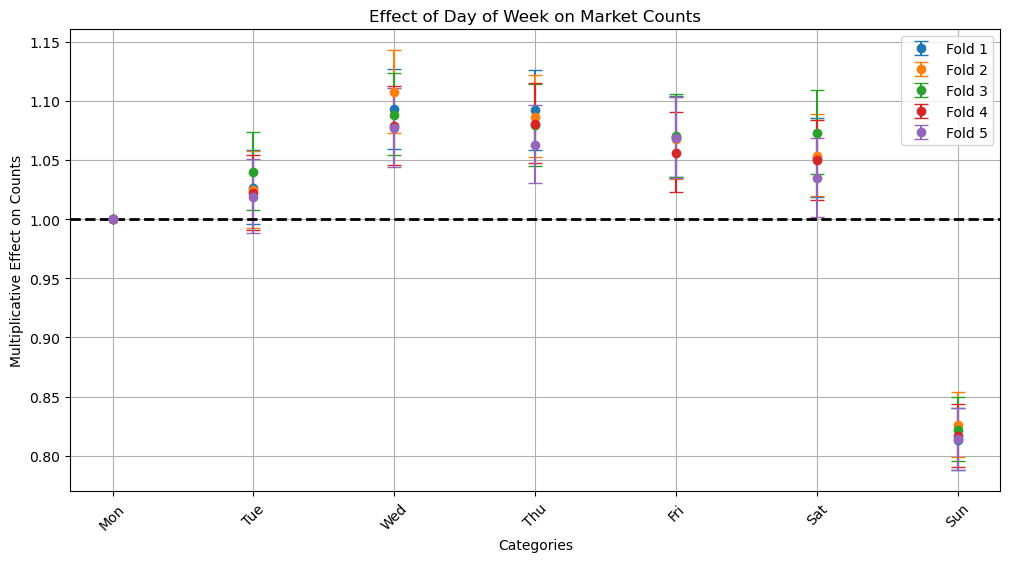 Effect of Day of Week on Market Counts
Multiplicative Effect on Counts
1.15
1.10
1.05
1.00
0.95
0.90
0.85
0.80
Fold 1
Fold 2
Fold 3
Fold 4
Fold 5
Mon
Tue
Wed
Thu
Fri
Sat
Sun
Categories